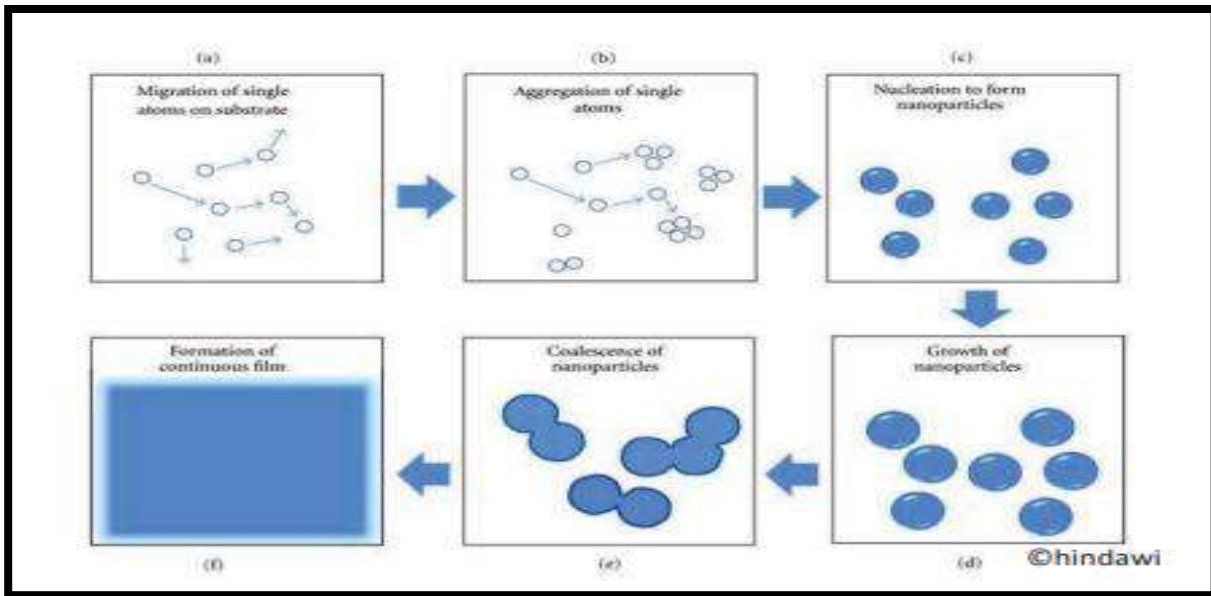 (a)
Migration of single
atoms on substrate
(b)
Aggregation of single
atoms
(c)
Nucleation to form
nanoparticles
Formation of
continuous film
(f)
Coalescence of
nanoparticles
(e)
Growth of
nanoparticles
(d)
©hindawi